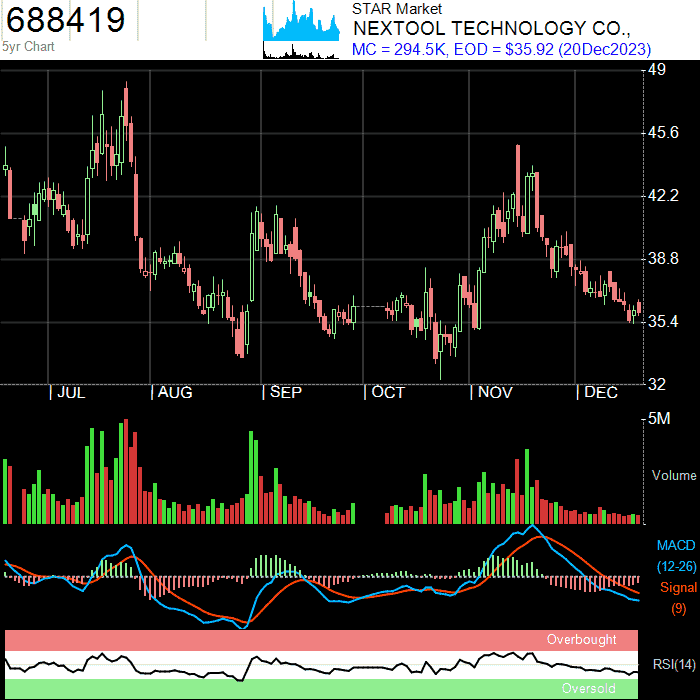 688419
5yr Chart
STAR Market
NEXTOOL TECHNOLOGY CO.,
MC = 294.5K, EOD = $35.92 (20Dec2023)
49
45.6
42.2
38.8
35.4
32
| JUL | AUG | SEP | OCT | NOV | DEC
5M
Volume
MACD
(12-26)
Signal
(9)
Overbought
RSI(14)
Oversold